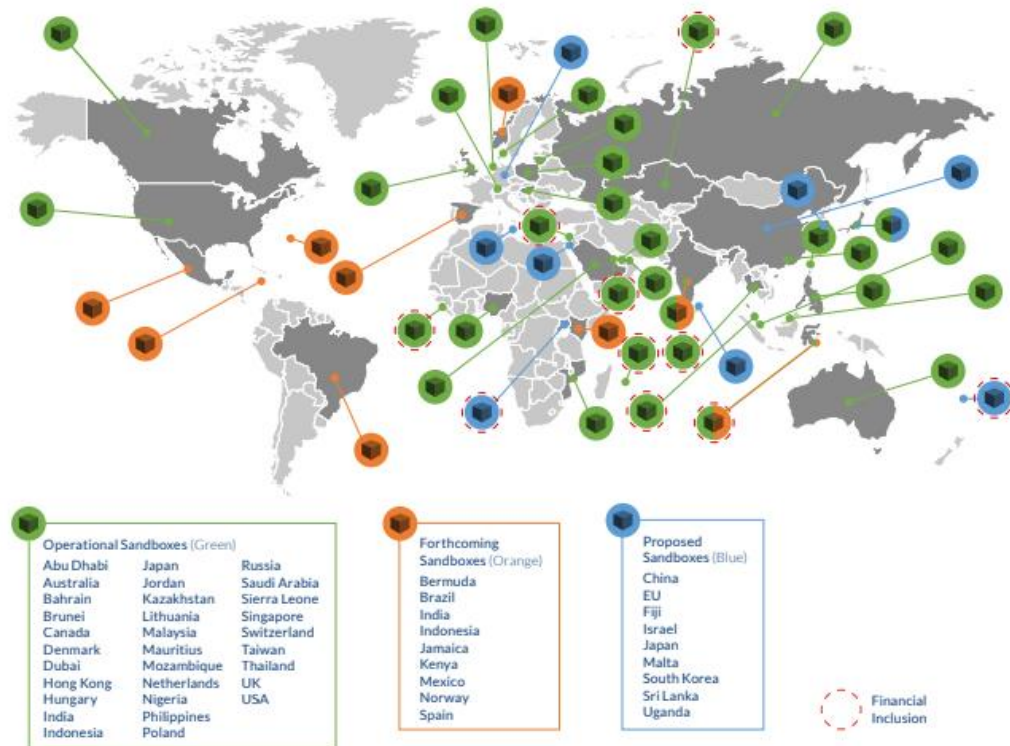 Operational Sandboxes (Green)
Abu Dhabi
Australia
Bahrain
Brunei
Canada
Denmark
Dubai
Hong Kong
Hungary
India
Indonesia
Japan
Jordan
Kazakhstan
Lithuania
Malaysia
Mauritius
Mozambique
Netherlands
Nigeria
Philippines
Poland
Russia
Saudi Arabia
Sierra Leone
Singapore
Switzerland
Taiwan
Thailand
UK
USA
Forthcoming
Sandboxes (Orange)
Bermuda
Brazil
India
Indonesia
Jamaica
Kenya
Mexico
Norway
Spain
Proposed
Sandboxes (Blue)
China
EU
Fiji
Israel
Japan
Malta
South Korea
Sri Lanka
Uganda
Financial
Inclusion